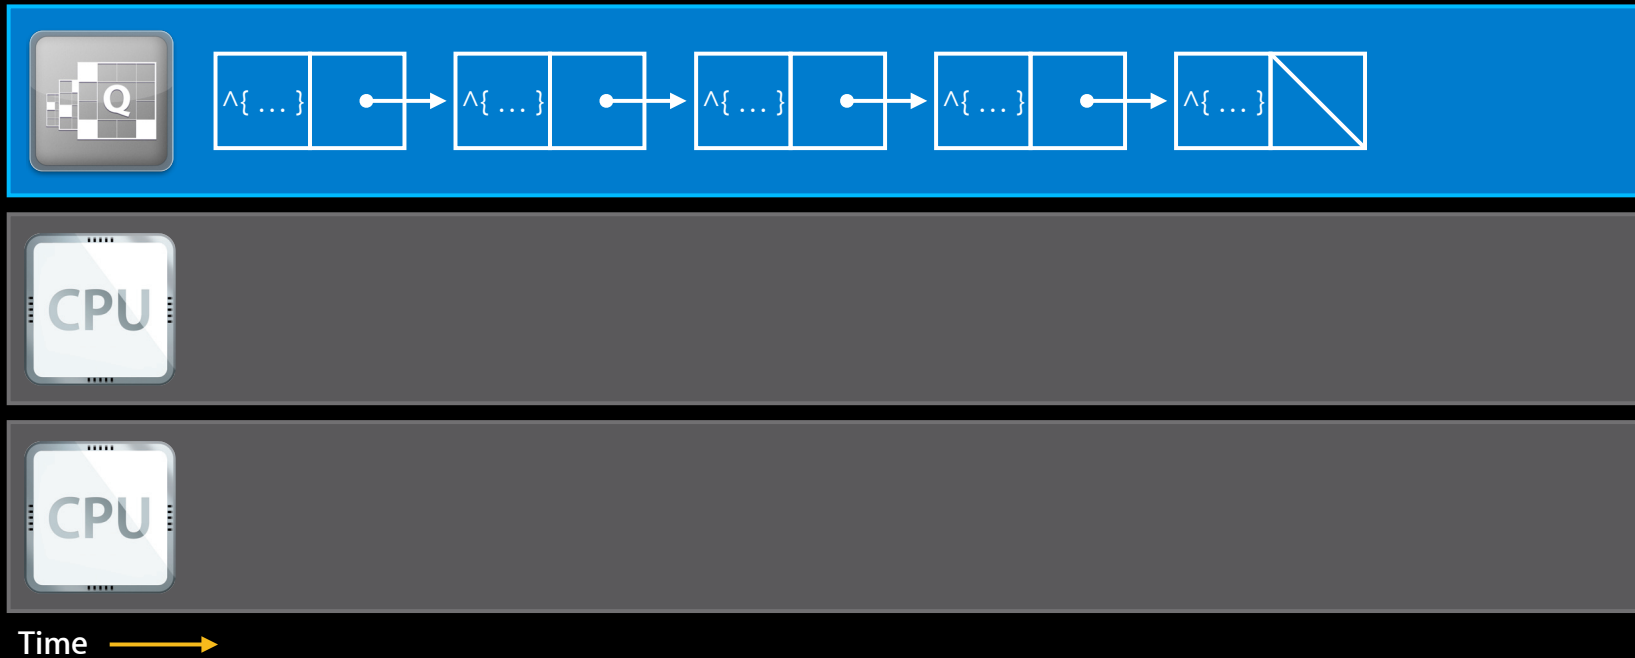 Q ^{ … } ^{ … } ^{ … } ^{ … } ^{ … }
CPU
CPU
Time